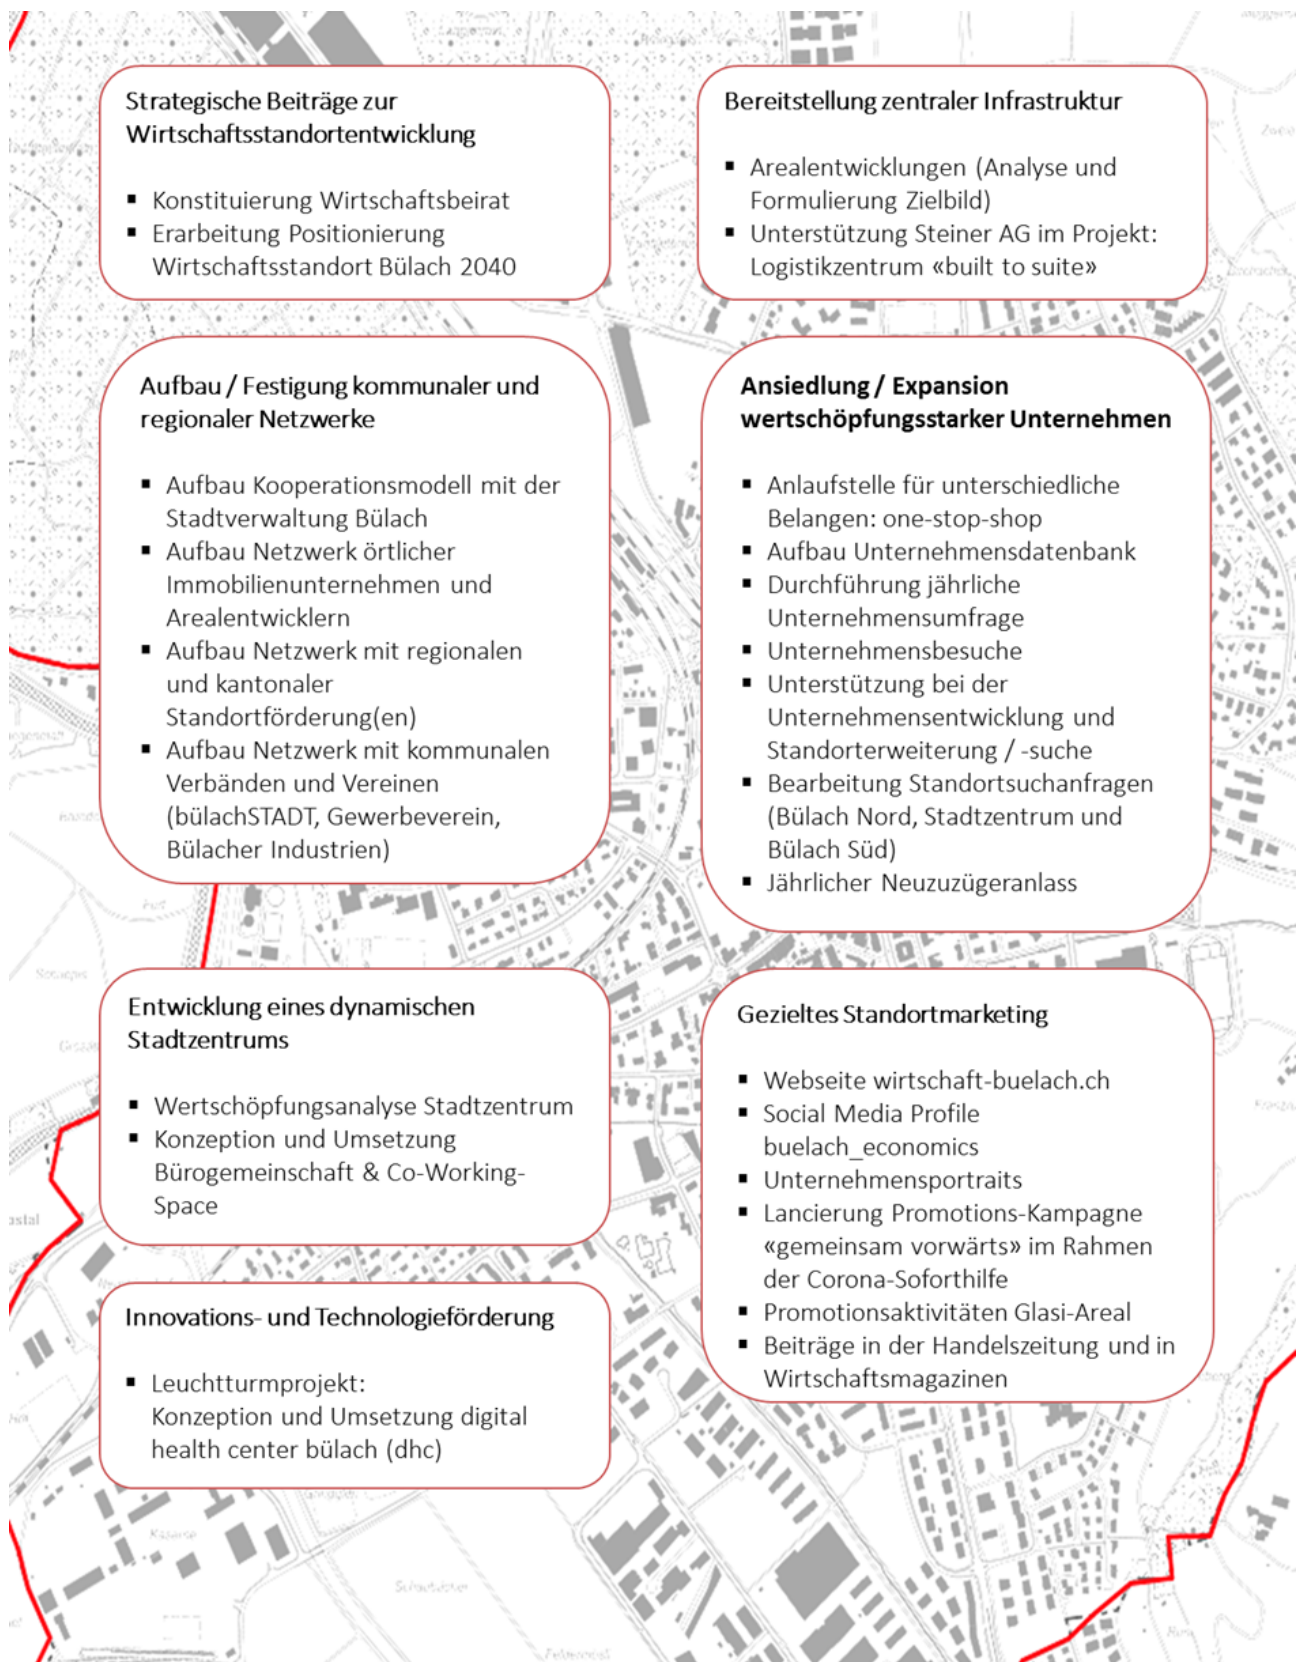 Strategische Beiträge zur
Wirtschaftsstandortentwicklung
▪ Konstituierung Wirtschaftsbeirat
▪ Erarbeitung Positionierung
Wirtschaftsstandort Bülach 2040
Bereitstellung zentraler Infrastruktur
▪ Arealentwicklungen (Analyse und
Formulierung Zielbild)
▪ Unterstützung Steiner AG im Projekt:
Logistikzentrum «built to suite»
Aufbau / Festigung kommunaler und
regionaler Netzwerke
▪ Aufbau Kooperationsmodell mit der
Stadtverwaltung Bülach
▪ Aufbau Netzwerk örtlicher
Immobilienunternehmen und
Arealentwicklern
▪ Aufbau Netzwerk mit regionalen
und kantonaler
Standortförderung(en)
▪ Aufbau Netzwerk mit kommunalen
Verbänden und Vereinen
(bülachSTADT, Gewerbeverein,
Bülacher Industrien)
Ansiedlung / Expansion
wertschöpfungsstarker Unternehmen
▪ Anlaufstelle für unterschiedliche
Belangen: one-stop-shop
▪ Aufbau Unternehmensdatenbank
▪ Durchführung jährliche
Unternehmensumfrage
▪ Unternehmensbesuche
▪ Unterstützung bei der
Unternehmensentwicklung und
Standorterweiterung / -suche
▪ Bearbeitung Standortsuchanfragen
(Bülach Nord, Stadtzentrum und
Bülach Süd)
▪ Jährlicher Neuzuzügeranlass
Entwicklung eines dynamischen
Stadtzentrums
▪ Wertschöpfungsanalyse Stadtzentrum
▪ Konzeption und Umsetzung
Bürogemeinschaft & Co-Working-
Space
Gezieltes Standortmarketing
▪ Webseite wirtschaft-buelach.ch
▪ Social Media Profile
buelach_economics
▪ Unternehmensportraits
▪ Lancierung Promotions-Kampagne
«gemeinsam vorwärts» im Rahmen
der Corona-Soforthilfe
▪ Promotionsaktivitäten Glasi-Areal
▪ Beiträge in der Handelszeitung und in
Wirtschaftsmagazinen
Innovations- und Technologieförderung
▪ Leuchtturmprojekt:
Konzeption und Umsetzung digital
health center bülach (dhc)
Kaserne